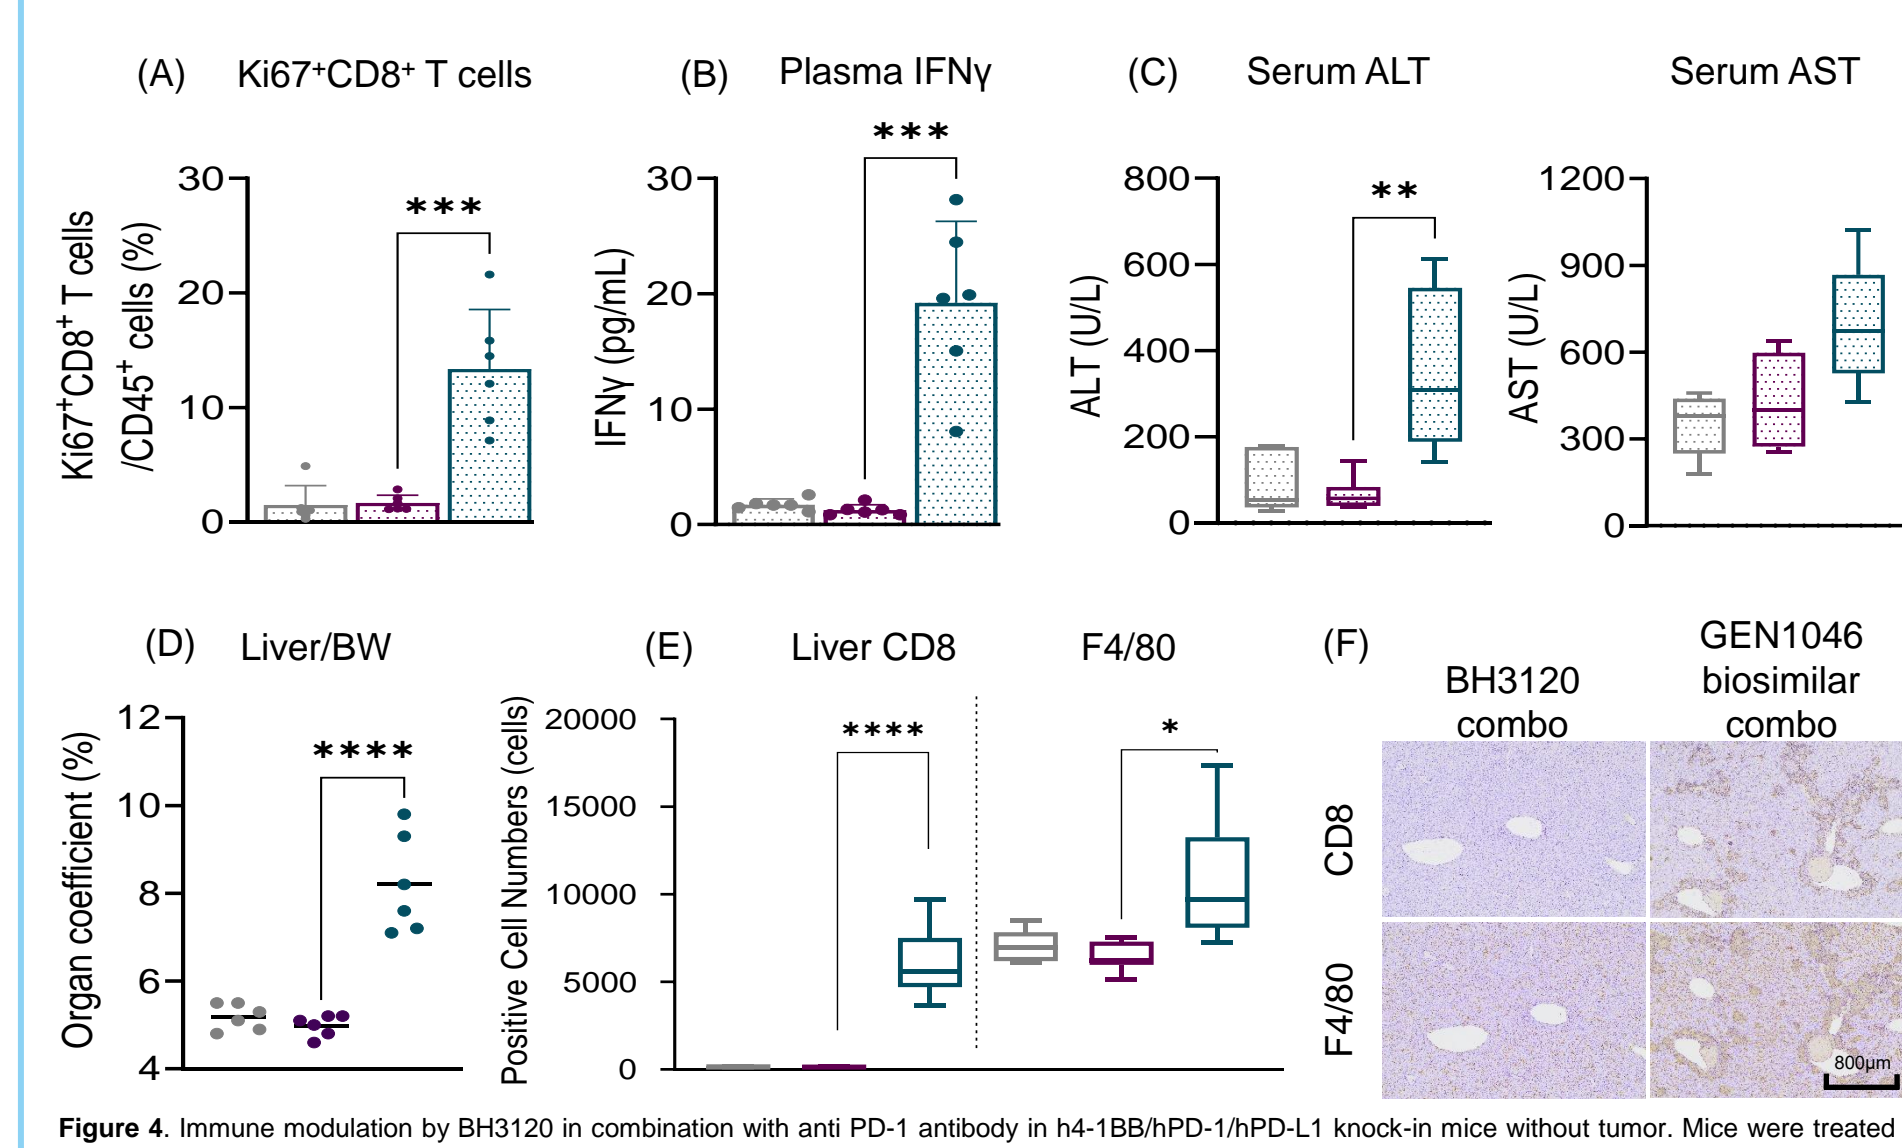 (A) Ki67⁺CD8⁺ T cells
Ki67⁺CD8⁺ T cells
/CD45⁺ cells (%)
30
20
10
0
***
(B) Plasma IFNγ
IFNγ (pg/mL)
30
20
10
0
***
(C) Serum ALT
ALT (U/L)
800
600
400
200
0
**
Serum AST
AST (U/L)
1200
900
600
300
0
(D) Liver/BW
Organ coefficient (%)
12
10
8
6
4
****
(E) Liver CD8 F4/80
Positive Cell Numbers (cells)
20000
15000
10000
5000
0
****
*
(F)
BH3120
combo
GEN1046
biosimilar
combo
CD8
F4/80
800μm
Figure 4. Immune modulation by BH3120 in combination with anti PD-1 antibody in h4-1BB/hPD-1/hPD-L1 knock-in mice without tumor. Mice were treated